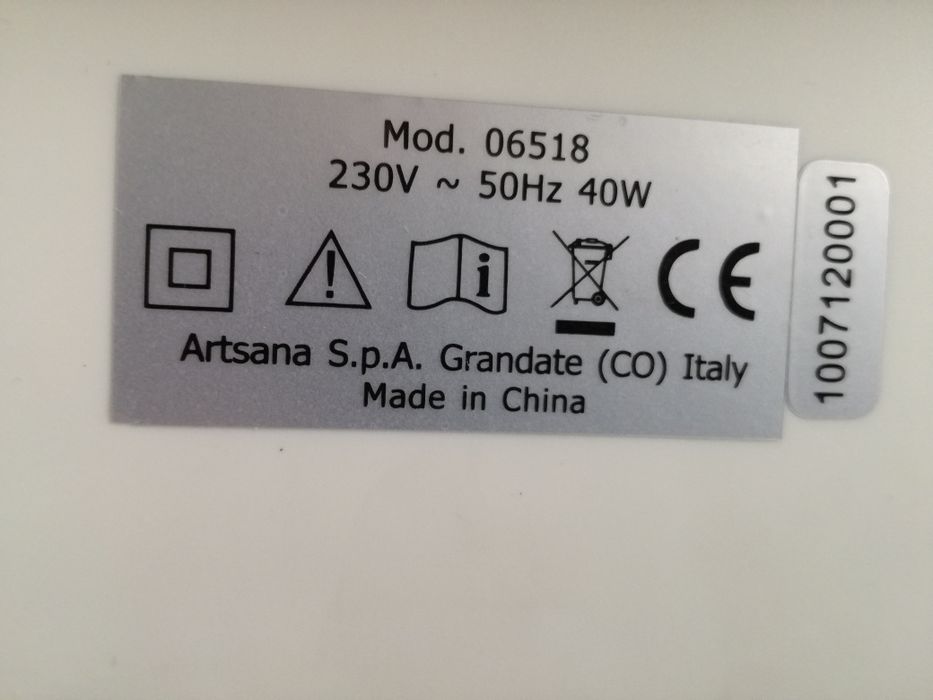 Mod. 06518
230V ~ 50Hz 40W
i
CE
Artsana S.p.A. Grandate (CO) Italy
Made in China
1007120001